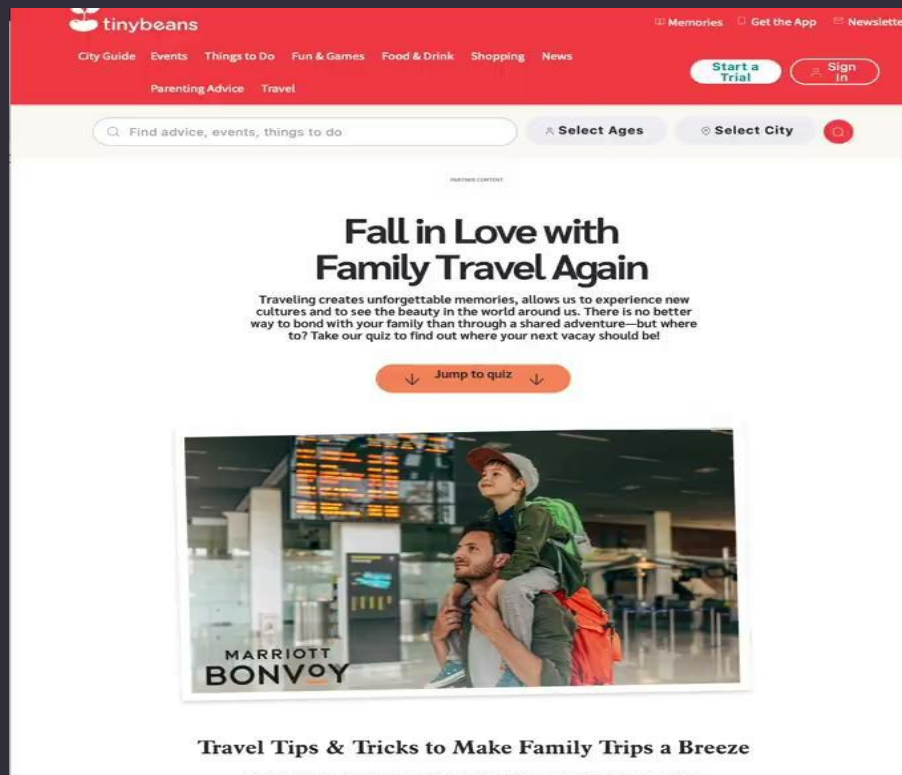 tinybeans
Memories Get the App Newslette
City Guide Events Things to Do Fun & Games Food & Drink Shopping News
Start a
Trial
Sign
in
Parenting Advice Travel
Find advice, events, things to do
Select Ages
Select City
PARTNER CONTENT
Fall in Love with
Family Travel Again
Traveling creates unforgettable memories, allows us to experience new
cultures and to see the beauty in the world around us. There is no better
way to bond with your family than through a shared adventure—but where
to? Take our quiz to find out where your next vacay should be!
Jump to quiz
MARRIOTT
BONVOY
Travel Tips & Tricks to Make Family Trips a Breeze